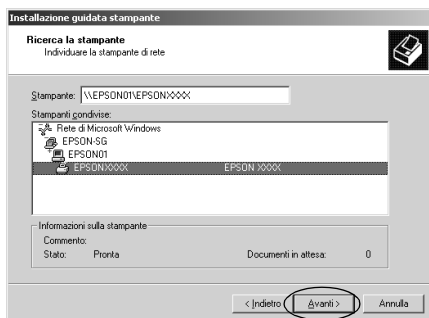 Installazione guidata stampante
Ricerca la stampante
Individuare la stampante di rete
Stampante: \\EPSON01\EPSONXXXX
Stampanti condivise:
Rete di Microsoft Windows
EPSON-SG
EPSON01
EPSONXXXX EPSON XXXX
Informazioni sulla stampante
Commento:
Stato: Pronta Documenti in attesa: 0
< Indietro Avanti > Annulla